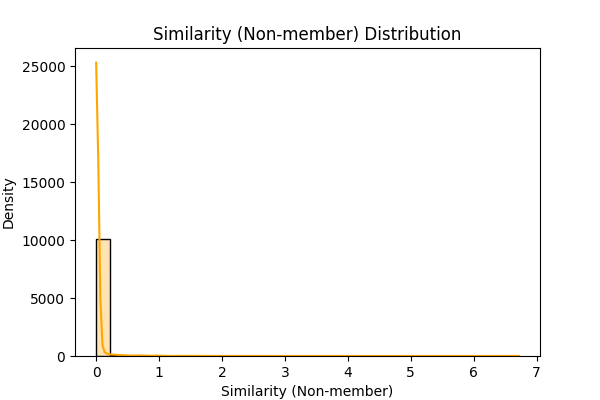 Similarity (Non-member) Distribution
25000
20000
15000
10000
5000
0
Density
0 1 2 3 4 5 6 7
Similarity (Non-member)